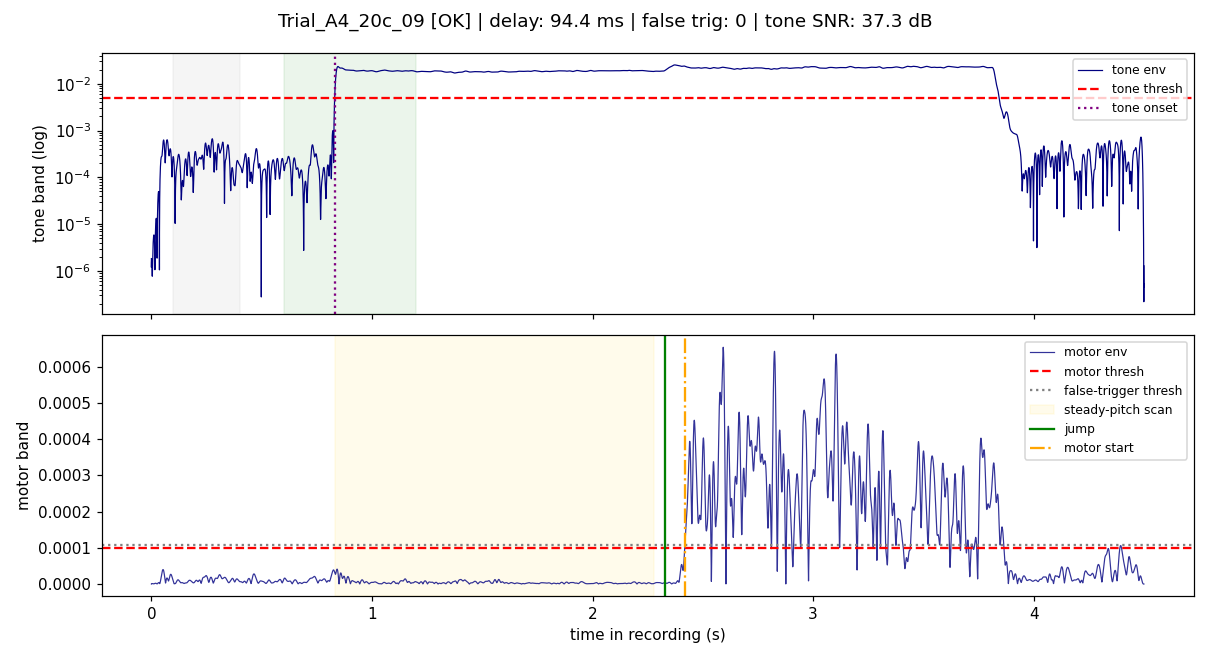 Trial_A4_20c_09 [OK] | delay: 94.4 ms | false trig: 0 | tone SNR: 37.3 dB
tone band (log)
10⁻²
10⁻³
10⁻⁴
10⁻⁵
10⁻⁶
tone env
tone thresh
tone onset
motor band
0.0006
0.0005
0.0004
0.0003
0.0002
0.0001
0.0000
motor env
motor thresh
false-trigger thresh
steady-pitch scan
jump
motor start
0 1 2 3 4
time in recording (s)